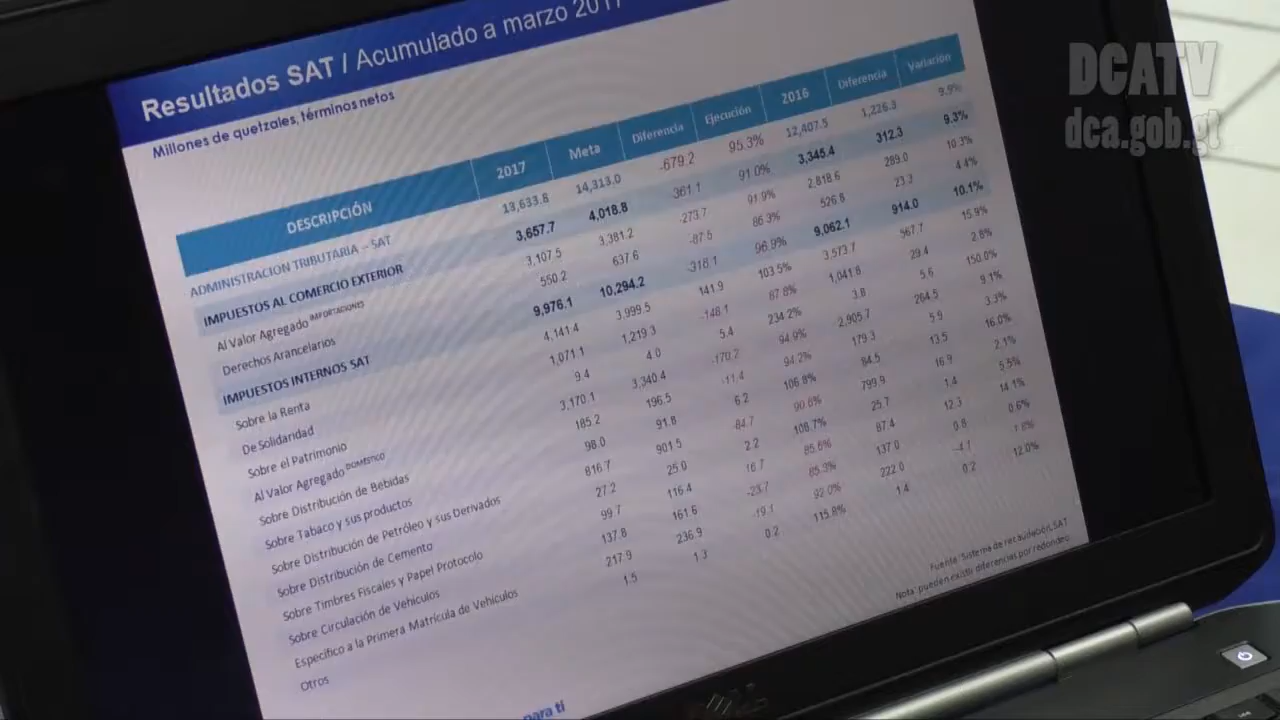 DCATV
dca.gob.gt
Resultados SAT / Acumulado a marzo 2017
Millones de quetzales, términos netos
DESCRIPCIÓN 2017 Meta Diferencia Ejecución 2016 Diferencia Variación
ADMINISTRACION TRIBUTARIA – SAT 13,633.8 14,313.0 -679.2 95.3% 12,407.5 1,226.3 9.9%
IMPUESTOS AL COMERCIO EXTERIOR 3,657.7 4,018.8 -361.1 91.0% 3,345.4 312.3 9.3%
Al Valor Agregado IMPORTACIONES 3,107.5 3,381.2 -273.7 91.9% 2,818.6 289.0 10.3%
Derechos Arancelarios 550.2 637.6 -87.5 86.3% 526.8 23.3 4.4%
IMPUESTOS INTERNOS SAT 9,976.1 10,294.2 -318.1 96.9% 9,062.1 914.0 10.1%
Sobre la Renta 4,141.4 3,999.5 141.9 103.5% 3,573.7 567.7 15.9%
De Solidaridad 1,071.1 1,219.3 -148.1 87.8% 1,041.8 29.4 2.8%
Sobre el Patrimonio 9.4 4.0 5.4 234.2% 3.8 5.6 150.0%
Al Valor Agregado DOMÉSTICO 3,170.1 3,340.4 -170.2 94.9% 2,905.7 264.5 9.1%
Sobre Distribución de Bebidas 185.2 196.5 -11.4 94.2% 179.3 5.9 3.3%
Sobre Tabaco y sus productos 98.0 91.8 6.2 106.8% 84.5 13.5 16.0%
Sobre Distribución de Petróleo y sus Derivados 816.7 901.5 -84.7 90.6% 799.9 16.9 2.1%
Sobre Distribución de Cemento 27.2 25.0 2.2 108.7% 25.7 1.4 5.5%
Sobre Timbres Fiscales y Papel Protocolo 99.7 116.4 16.7 85.6% 87.4 12.3 14.1%
Sobre Circulación de Vehículos 137.8 161.6 -23.7 85.3% 137.0 0.8 0.6%
Específico a la Primera Matrícula de Vehículos 217.9 236.9 -19.1 92.0% 222.0 -4.1 -1.8%
Otros 1.5 1.3 0.2 115.8% 1.4 0.2 12.0%
Fuente: Sistema de recaudación, SAT
Nota: pueden existir diferencias por redondeo
para ti
DELL